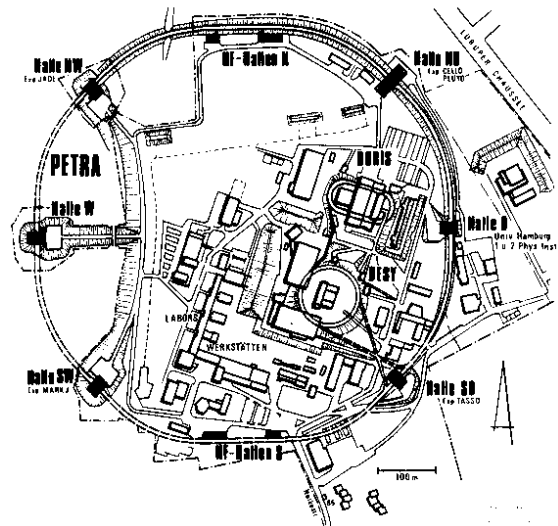 Halle NW
Exp JADE
HF-Hallen N
Halle NO
Exp CELLO
PLUTO
LURUPER CHAUSSEE
PETRA
DORIS
Halle W
Halle O
Univ Hamburg
1 u 2 Phys Inst
DESY
LABORS
WERKSTÄTTEN
Halle SW
Exp MARK J
Halle SO
Exp TASSO
HF-Hallen S
100 m